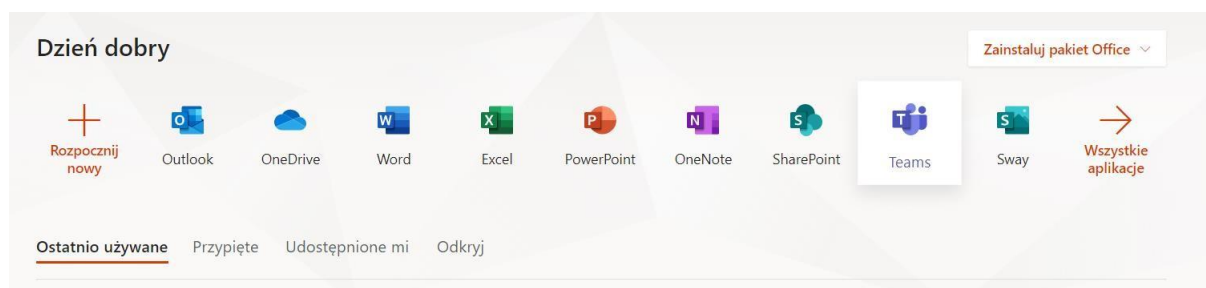 Dzień dobry
Zainstaluj pakiet Office
Rozpocznij
nowy
Outlook
OneDrive
Word
Excel
PowerPoint
OneNote
SharePoint
Teams
Sway
Wszystkie
aplikacje
Ostatnio używane Przypięte Udostępnione mi Odkryj